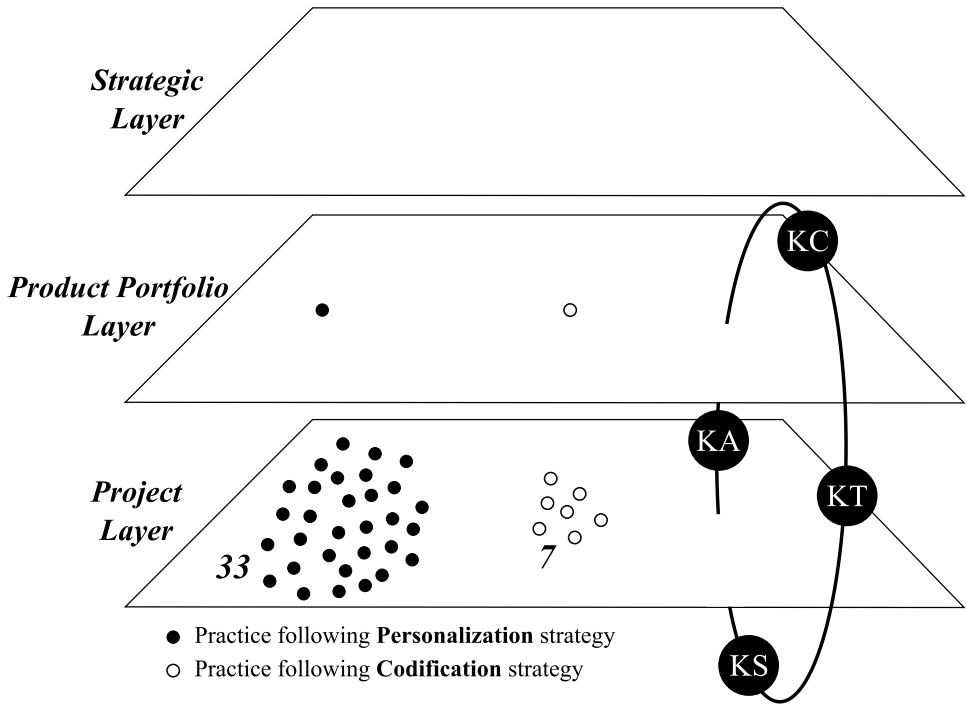 Strategic
Layer
KC
Product Portfolio
Layer
KA
Project
Layer
KT
33
7
Practice following Personalization strategy
KS
Practice following Codification strategy